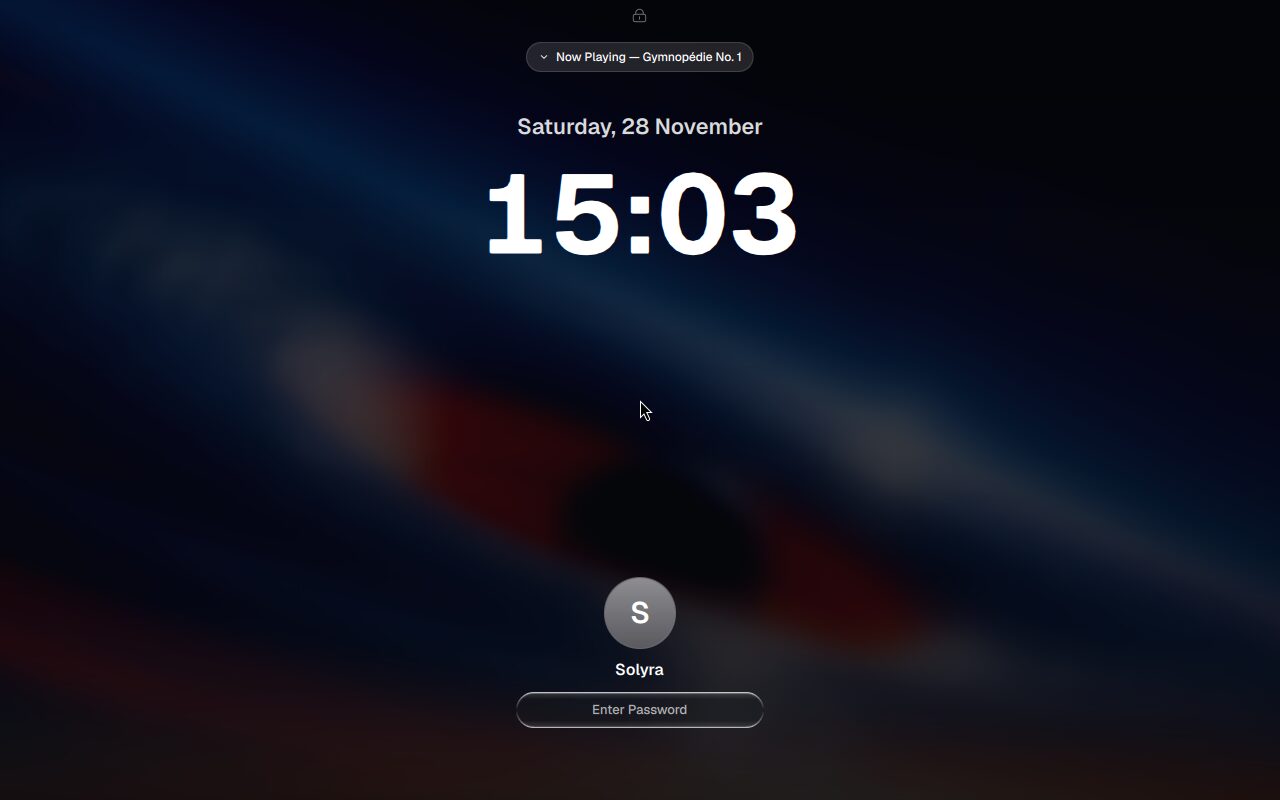 Now Playing — Gymnopédie No. 1
Saturday, 28 November
15:03
S
Solyra
Enter Password